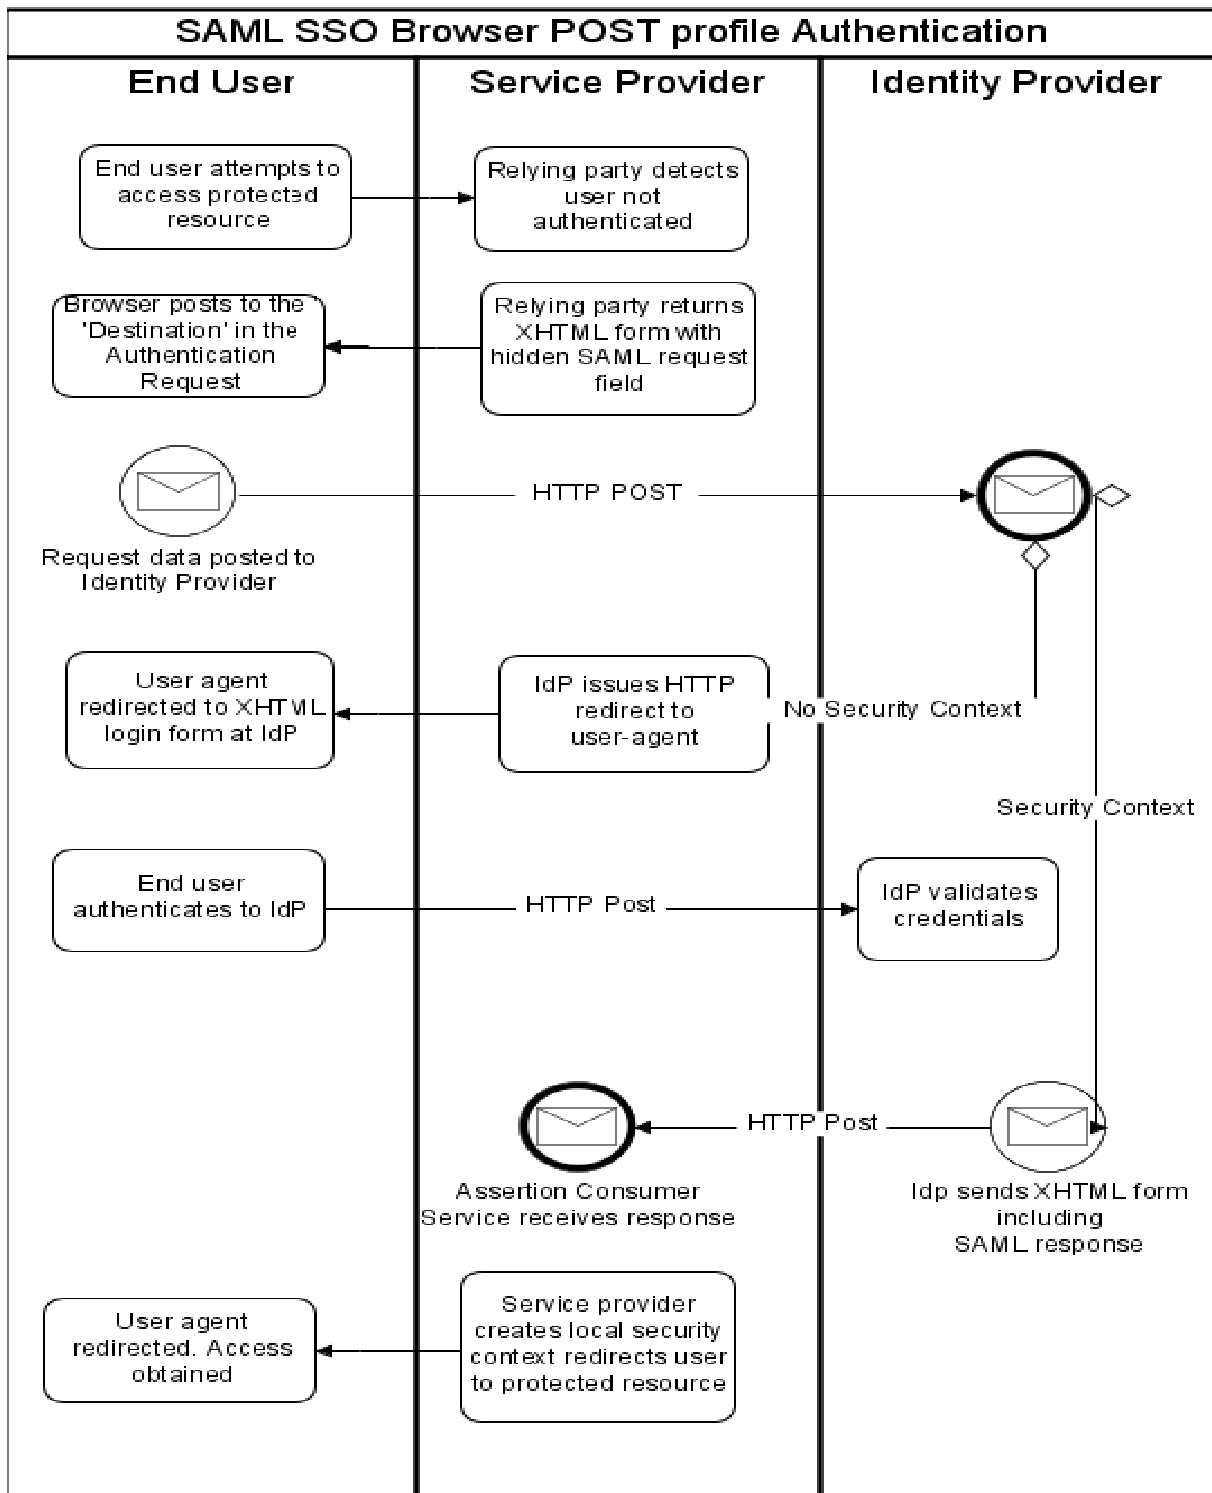 SAML SSO Browser POST profile Authentication
End User
Service Provider
Identity Provider
End user attempts to
access protected
resource
Relying party detects
user not
authenticated
Browser posts to the
'Destination' in the
Authentication
Request
Relying party returns
XHTML form with
hidden SAML request
field
HTTP POST
Request data posted to
Identity Provider
User agent
redirected to XHTML
login form at IdP
IdP issues HTTP
redirect to
user-agent
No Security Context
Security Context
End user
authenticates to IdP
HTTP Post
IdP validates
credentials
HTTP Post
Assertion Consumer
Service receives response
Idp sends XHTML form
including
SAML response
User agent
redirected. Access
obtained
Service provider
creates local security
context redirects user
to protected resource